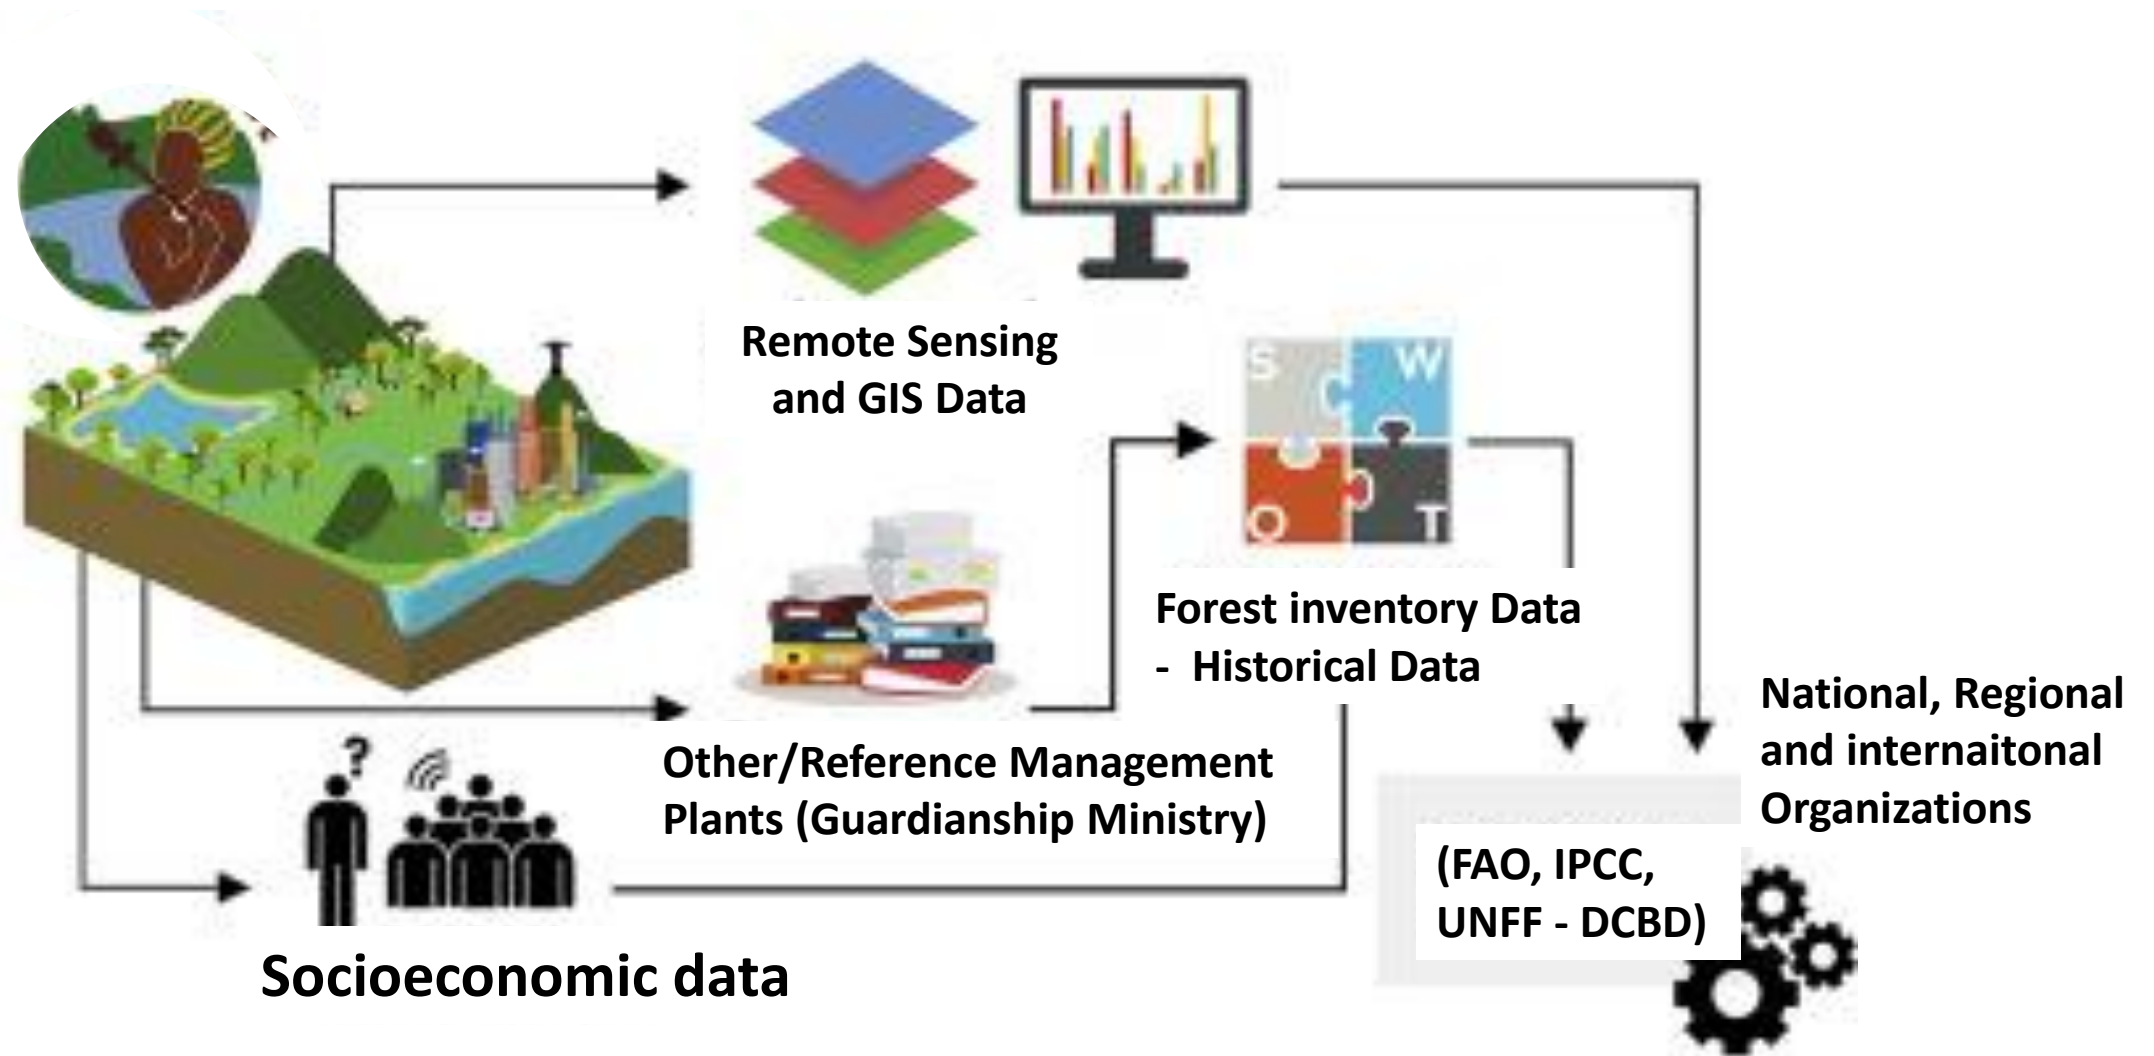 Remote Sensing
and GIS Data
S W
O T
Forest inventory Data
- Historical Data
Other/Reference Management
Plants (Guardianship Ministry)
?
Socioeconomic data
National, Regional
and internaitonal
Organizations
(FAO, IPCC,
UNFF - DCBD)